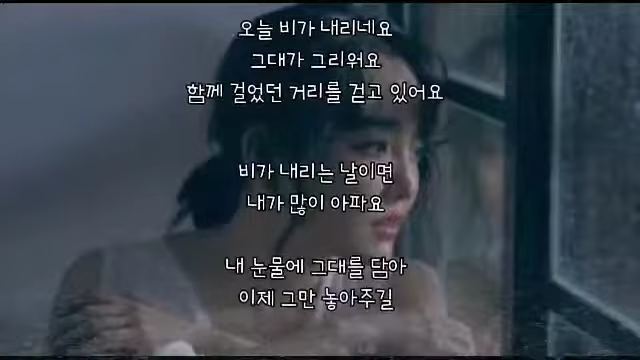 오늘 비가 내리네요
그대가 그리워요
함께 걸었던 거리를 걷고 있어요
비가 내리는 날이면
내가 많이 아파요
내 눈물에 그대를 담아
이제 그만 놓아주길